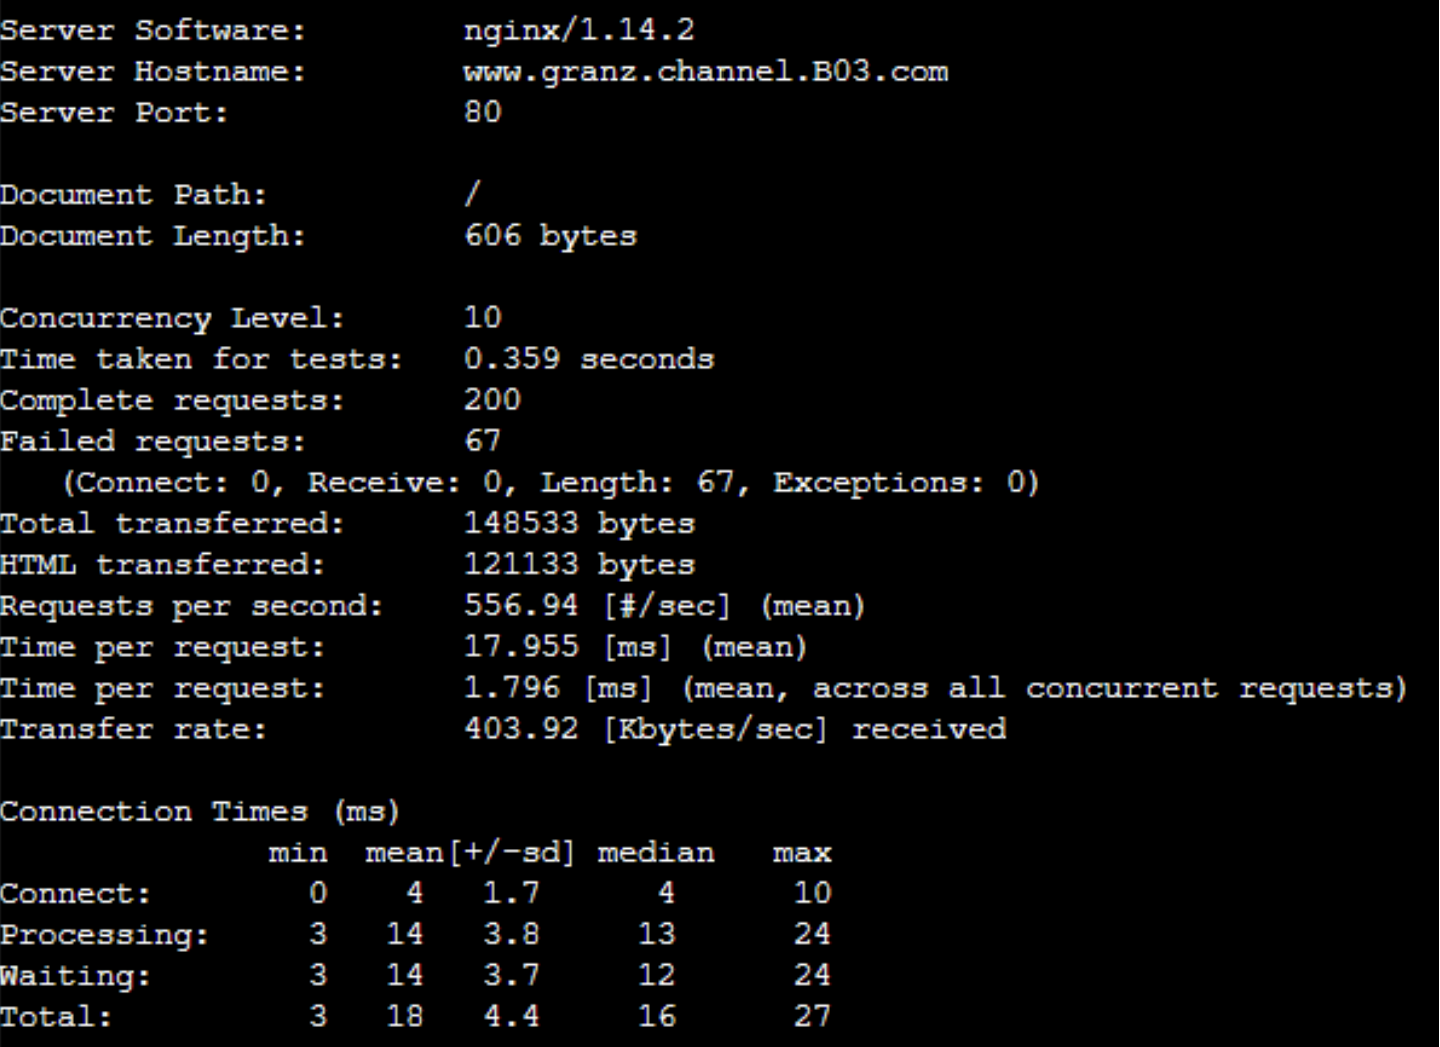 Server Software:        nginx/1.14.2
Server Hostname:        www.granz.channel.B03.com
Server Port:            80
Document Path:          /
Document Length:        606 bytes
Concurrency Level:      10
Time taken for tests:   0.359 seconds
Complete requests:      200
Failed requests:        67
   (Connect: 0, Receive: 0, Length: 67, Exceptions: 0)
Total transferred:      148533 bytes
HTML transferred:       121133 bytes
Requests per second:    556.94 [#/sec] (mean)
Time per request:       17.955 [ms] (mean)
Time per request:       1.796 [ms] (mean, across all concurrent requests)
Transfer rate:          403.92 [Kbytes/sec] received
Connection Times (ms)
              min  mean[+/-sd] median   max
Connect:        0    4   1.7      4      10
Processing:     3   14   3.8     13      24
Waiting:        3   14   3.7     12      24
Total:          3   18   4.4     16      27